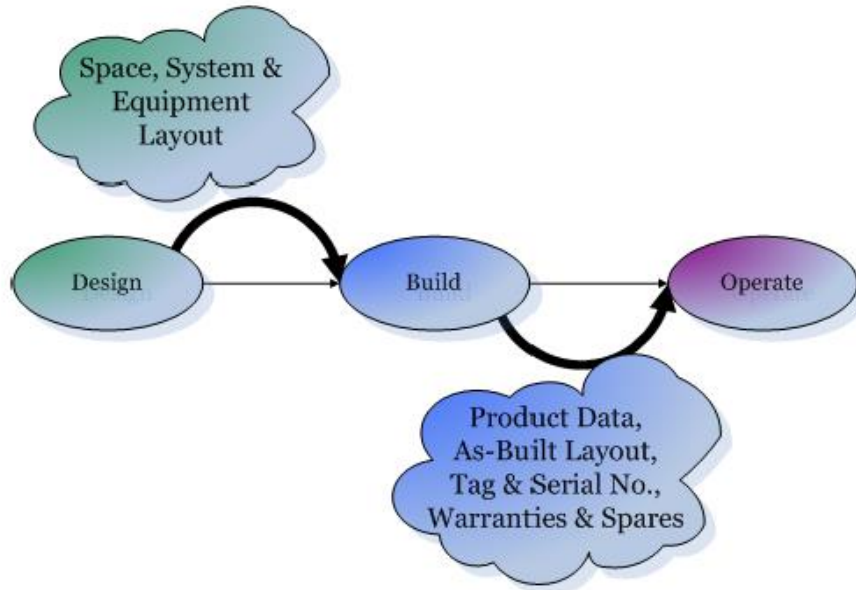 Space, System &
Equipment
Layout
Design
Build
Operate
Product Data,
As-Built Layout,
Tag & Serial No.,
Warranties & Spares